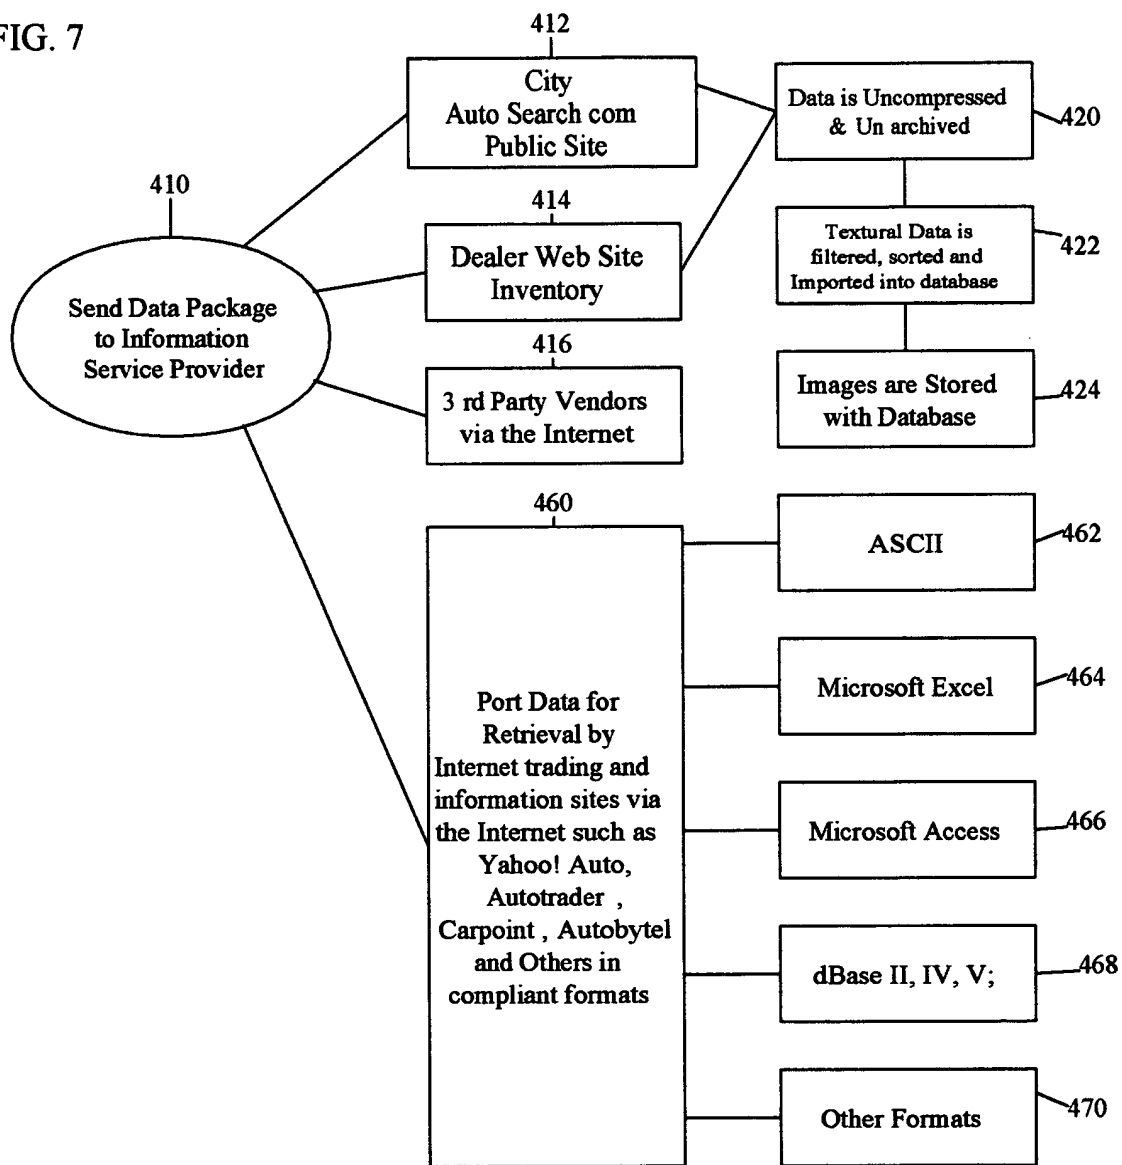 FIG. 7
412
City
Auto Search com
Public Site
Data is Uncompressed
& Un archived
420
410
Send Data Package
to Information
Service Provider
414
Dealer Web Site
Inventory
Textural Data is
filtered, sorted and
Imported into database
422
416
3 rd Party Vendors
via the Internet
Images are Stored
with Database
424
460
Port Data for
Retrieval by
Internet trading and
information sites via
the Internet such as
Yahoo! Auto,
Autotrader ,
Carpoint , Autobytel
and Others in
compliant formats
ASCII
462
Microsoft Excel
464
Microsoft Access
466
dBase II, IV, V;
468
Other Formats
470